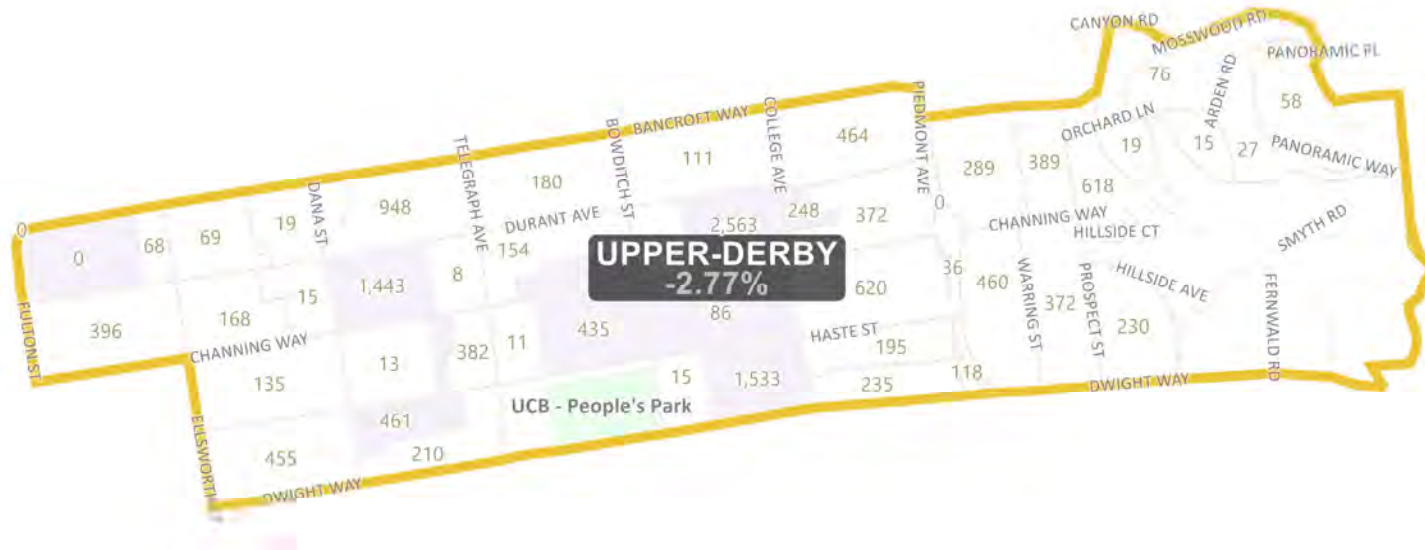 CANYON RD
MOSSWOOD RD
PANORAMIC PL
76
ARDEN RD
58
ORCHARD LN
19
15
27
PANORAMIC WAY
BANCROFT WAY
BOWDITCH ST
COLLEGE AVE
PIEDMONT AVE
464
111
289
389
618
TELEGRAPH AVE
180
DANA ST
948
DURANT AVE
154
2,563
248
372
0
CHANNING WAY
HILLSIDE CT
SMYTH RD
0
0
68
69
19
UPPER-DERBY
-2.77%
8
1,443
15
620
36
460
WARRING ST
372
PROSPECT ST
HILLSIDE AVE
230
FERNWALD RD
FULTON ST
396
168
CHANNING WAY
13
382
11
435
86
HASTE ST
195
135
15
1,533
235
118
DWIGHT WAY
UCB - People's Park
461
ELLSWORTH
455
210
DWIGHT WAY